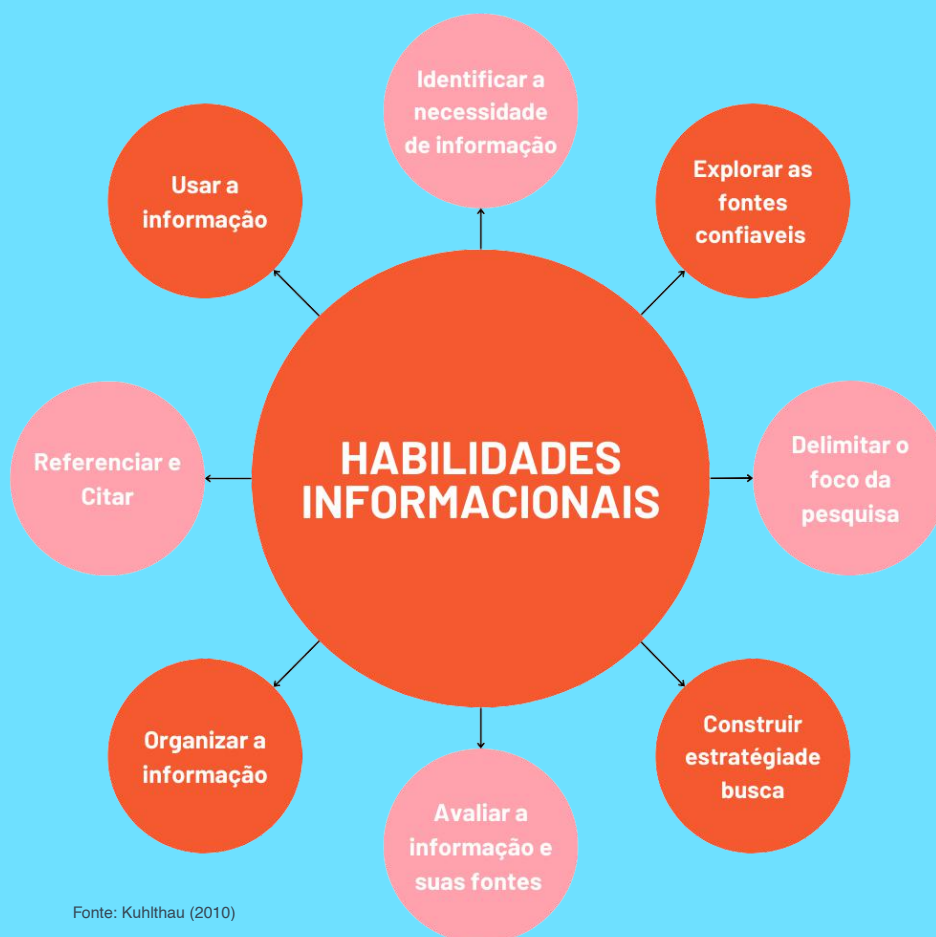 Identificar a
necessidade
de informação
Explorar as
fontes
confiaveis
Delimitar o
foco da
pesquisa
Construir
estratégiade
busca
Avaliar a
informação e
suas fontes
Organizar a
informação
Referenciar e
Citar
Usar a
informação
HABILIDADES
INFORMACIONAIS
Fonte: Kuhlthau (2010)